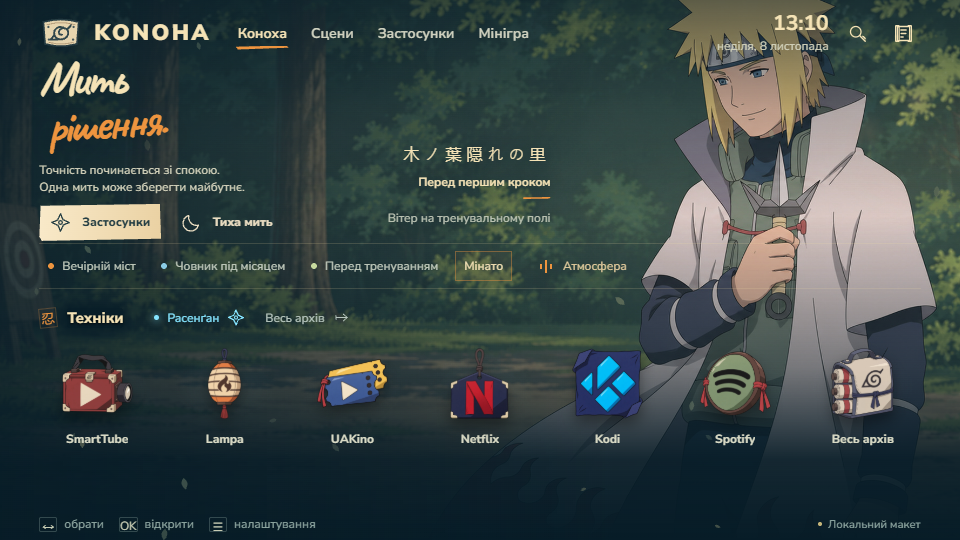 KONOHA
Коноха
Сцени
Застосунки
Мінігра
13:10
неділя, 8 листопада
Мить
рішення.
Точність починається зі спокою.
Одна мить може зберегти майбутнє.
木ノ葉隠れの里
Перед першим кроком
Вітер на тренувальному полі
Застосунки
Тиха мить
Вечірній міст
Човник під місяцем
Перед тренуванням
Мінато
Атмосфера
忍
Техніки
Расенґан
Весь архів
SmartTube
Lampa
UAKino
N
Netflix
Kodi
Spotify
Весь архів
обрати
OK
відкрити
налаштування
Локальний макет